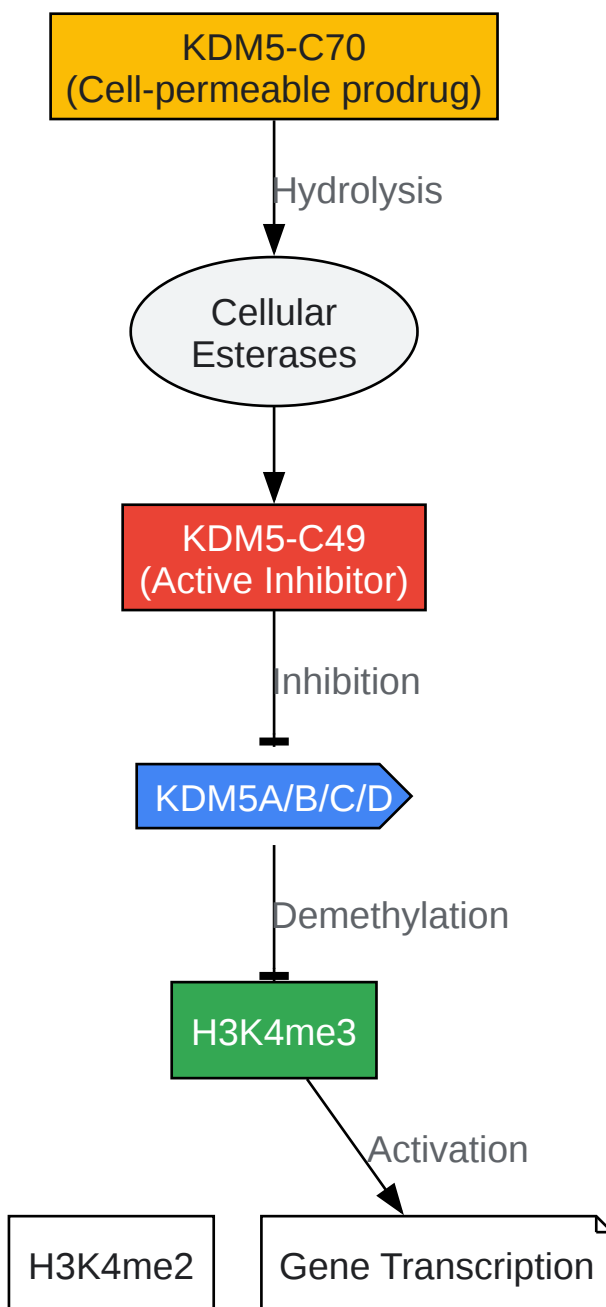 KDM5-C70
(Cell-permeable prodrug)
Hydrolysis
Cellular
Esterases
KDM5-C49
(Active Inhibitor)
Inhibition
KDM5A/B/C/D
Demethylation
H3K4me3
Activation
H3K4me2
Gene Transcription